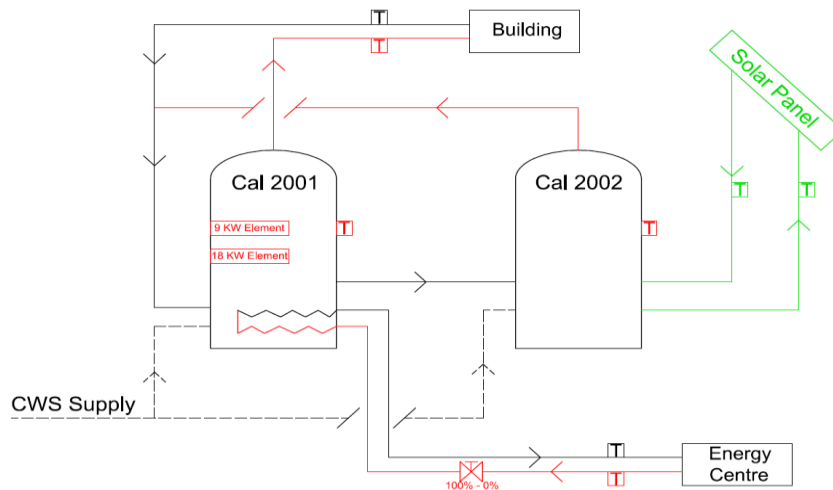 T
Building
T
Solar Panel
Cal 2001
Cal 2002
T
T
9 KW Element
T
T
18 KW Element
CWS Supply
T
Energy
Centre
T
100% - 0%